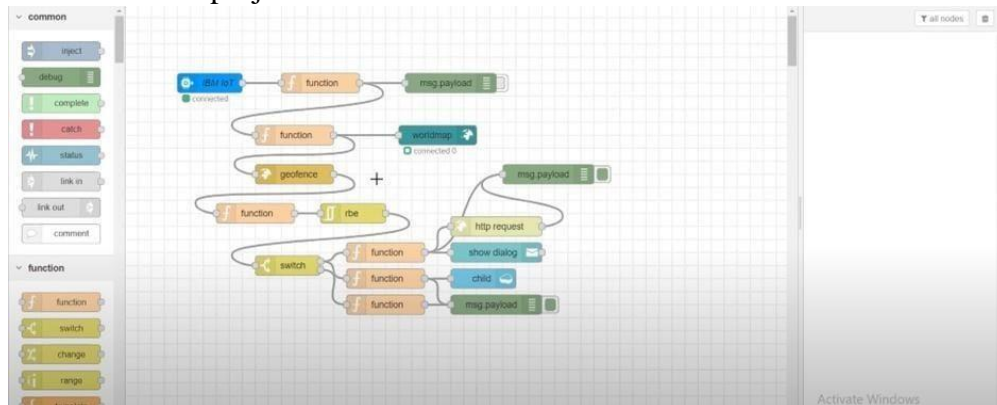 common
all nodes
inject
debug
complete
catch
status
link in
link out
comment
function
function
switch
change
range
IBM IoT
connected
function
msg.payload
function
worldmap
connected 0
geofence
msg.payload
function
rbe
http request
switch
function
show dialog
function
child
function
msg.payload
Activate Windows